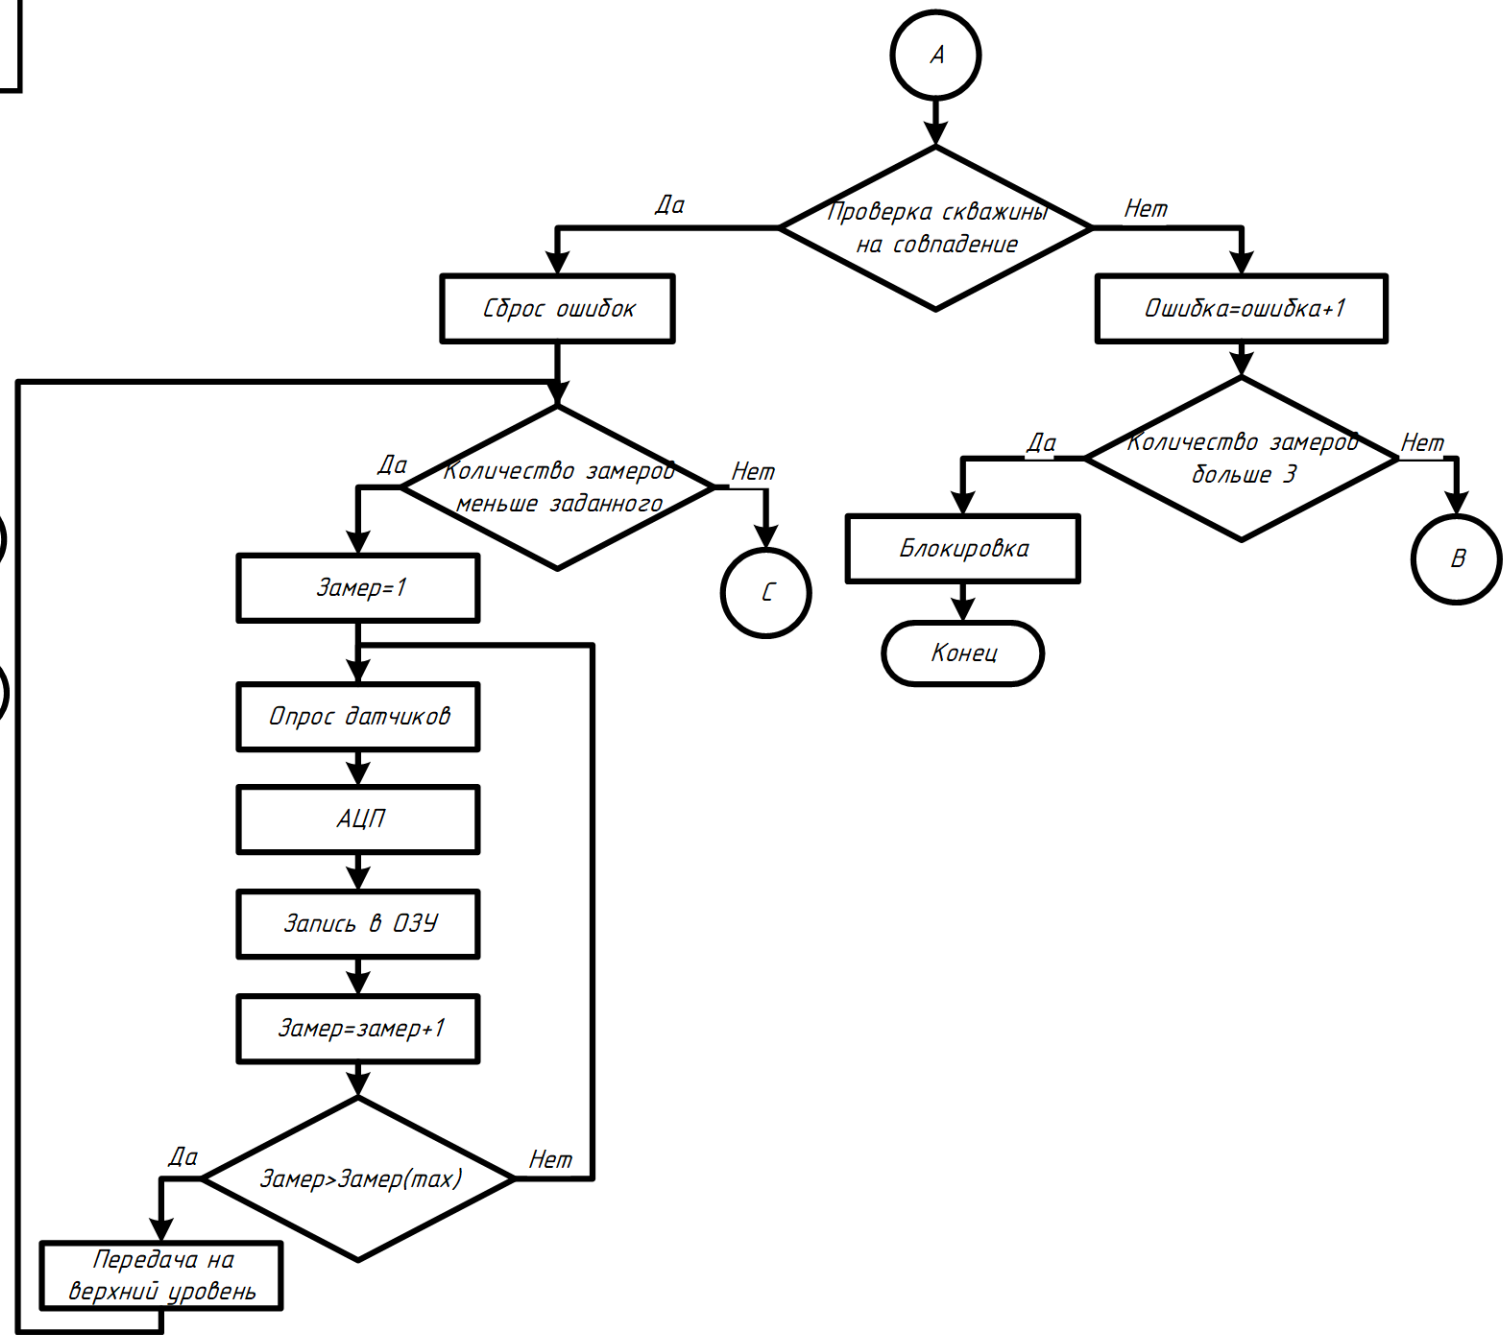 А
Да
Проверка скважины
на совпадение
Нет
Сброс ошибок
Ошибка=ошибка+1
Да
Количество замеров
меньше заданного
Нет
Да
Количество замеров
больше 3
Нет
Замер=1
С
Блокировка
В
Конец
Опрос датчиков
АЦП
Запись в ОЗУ
Замер=замер+1
Да
Замер>Замер(max)
Нет
Передача на
верхний уровень